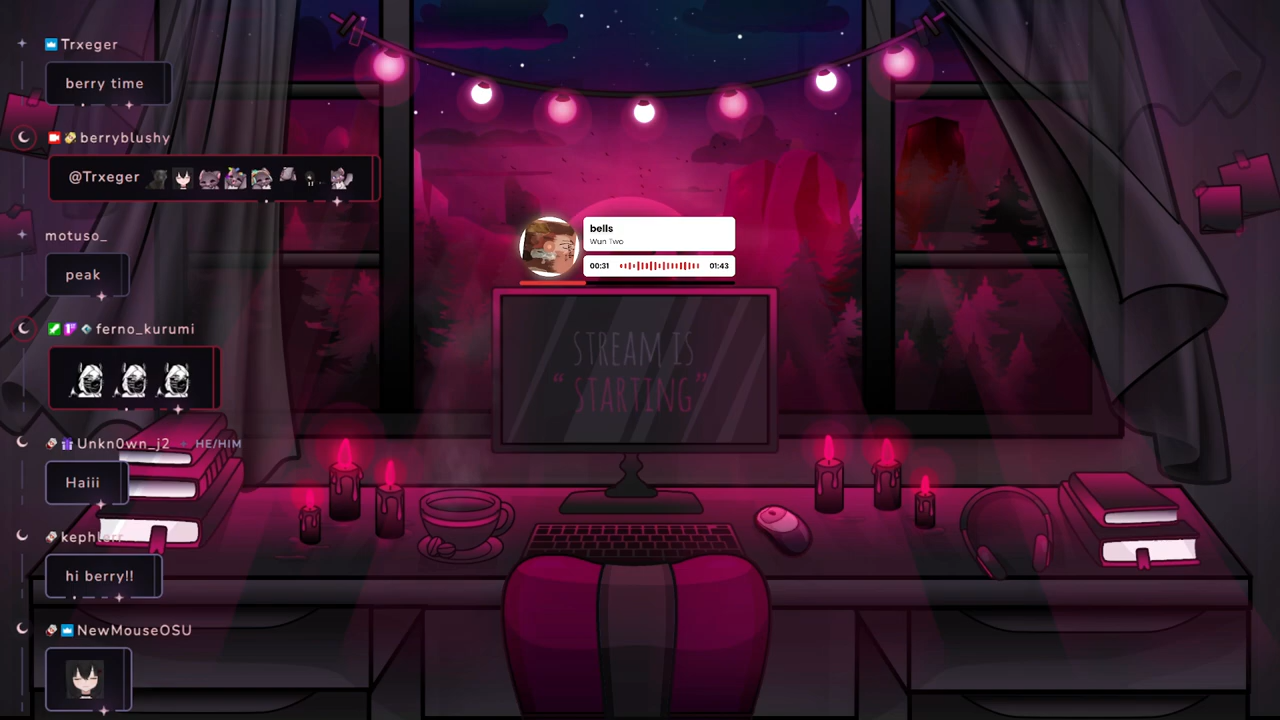 Trxeger
berry time
berryblushy
@Trxeger
motuso_
peak
ferno_kurumi
Unkn0wn_j2 HE/HIM
Haiii
kephlerr
hi berry!!
NewMouseOSU
bells
Wun Two
00:31 01:43
STREAM IS
“STARTING”